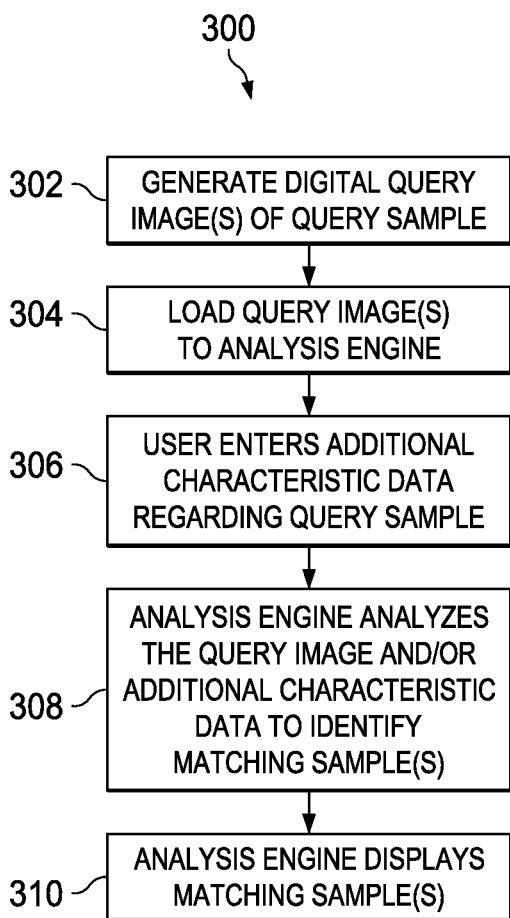 300
302
GENERATE DIGITAL QUERY
IMAGE(S) OF QUERY SAMPLE
304
LOAD QUERY IMAGE(S)
TO ANALYSIS ENGINE
306
USER ENTERS ADDITIONAL
CHARACTERISTIC DATA
REGARDING QUERY SAMPLE
308
ANALYSIS ENGINE ANALYZES
THE QUERY IMAGE AND/OR
ADDITIONAL CHARACTERISTIC
DATA TO IDENTIFY
MATCHING SAMPLE(S)
310
ANALYSIS ENGINE DISPLAYS
MATCHING SAMPLE(S)